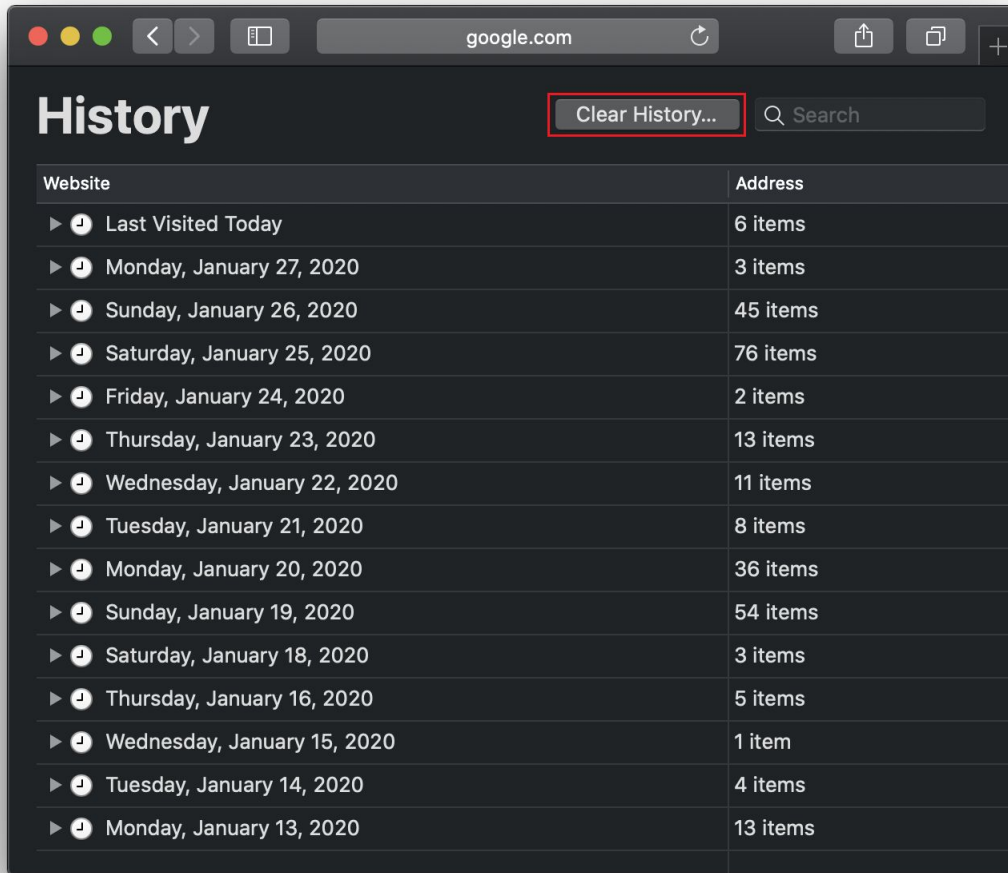 google.com
History
Clear History...
Search
Website Address
Last Visited Today 6 items
Monday, January 27, 2020 3 items
Sunday, January 26, 2020 45 items
Saturday, January 25, 2020 76 items
Friday, January 24, 2020 2 items
Thursday, January 23, 2020 13 items
Wednesday, January 22, 2020 11 items
Tuesday, January 21, 2020 8 items
Monday, January 20, 2020 36 items
Sunday, January 19, 2020 54 items
Saturday, January 18, 2020 3 items
Thursday, January 16, 2020 5 items
Wednesday, January 15, 2020 1 item
Tuesday, January 14, 2020 4 items
Monday, January 13, 2020 13 items